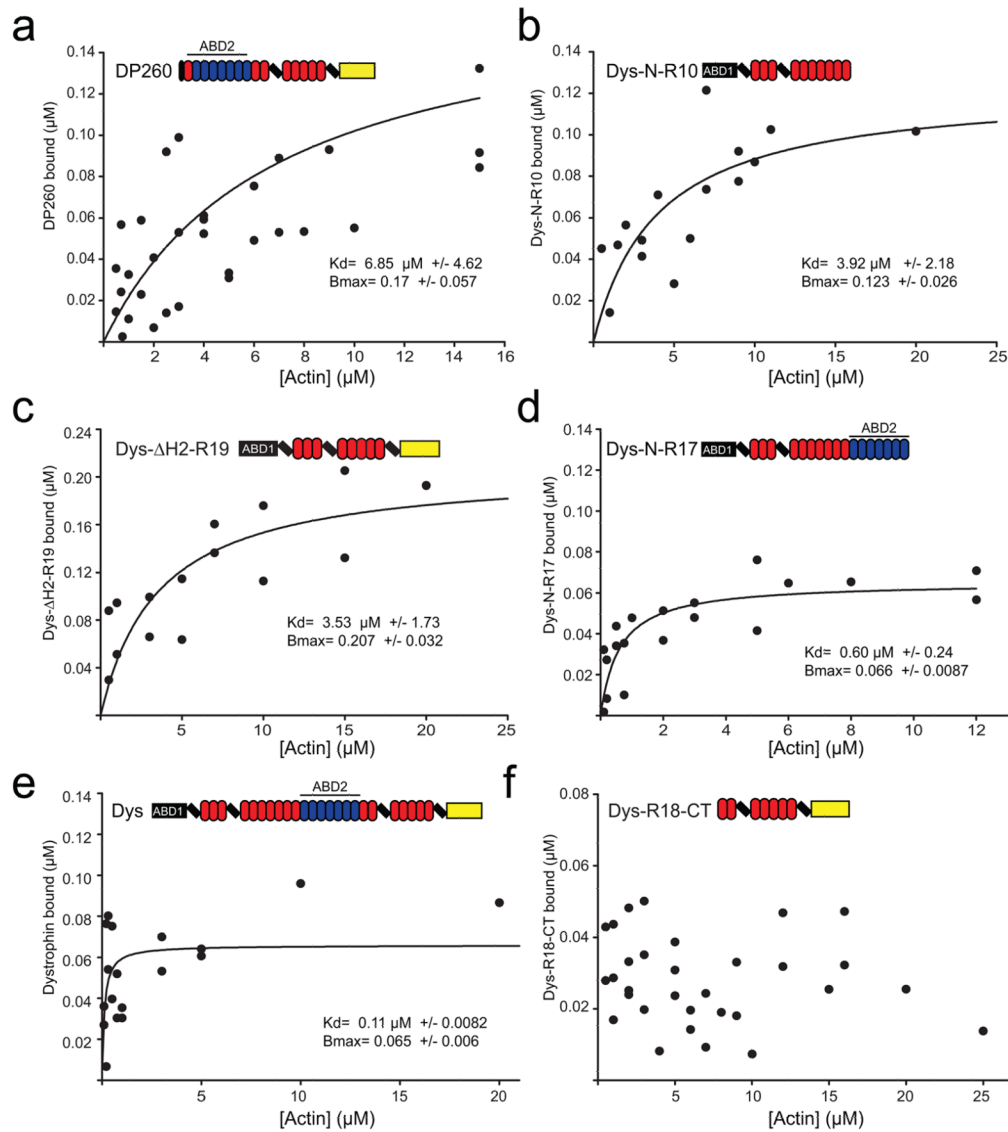 a
ABD2
DP260
DP260 bound (µM)
0.14
0.12
0.10
0.08
0.06
0.04
0.02
Kd= 6.85 µM +/- 4.62
Bmax= 0.17 +/- 0.057
2 4 6 8 10 12 14 16
[Actin] (µM)
b
Dys-N-R10 ABD1
Dys-N-R10 bound (µM)
0.14
0.12
0.10
0.08
0.06
0.04
0.02
Kd= 3.92 µM +/- 2.18
Bmax= 0.123 +/- 0.026
5 10 15 20 25
[Actin] (µM)
c
Dys-ΔH2-R19 ABD1
Dys-ΔH2-R19 bound (µM)
0.24
0.20
0.16
0.12
0.08
0.04
Kd= 3.53 µM +/- 1.73
Bmax= 0.207 +/- 0.032
5 10 15 20 25
[Actin] (µM)
d
ABD2
Dys-N-R17 ABD1
Dys-N-R17 bound (µM)
0.14
0.12
0.10
0.08
0.06
0.04
0.02
Kd= 0.60 µM +/- 0.24
Bmax= 0.066 +/- 0.0087
2 4 6 8 10 12
[Actin] (µM)
e
ABD2
Dys ABD1
Dystrophin bound (µM)
0.14
0.12
0.10
0.08
0.06
0.04
0.02
Kd= 0.11 µM +/- 0.0082
Bmax= 0.065 +/- 0.006
5 10 15 20
[Actin] (µM)
f
Dys-R18-CT
Dys-R18-CT bound (µM)
0.08
0.06
0.04
0.02
5 10 15 20 25
[Actin] (µM)